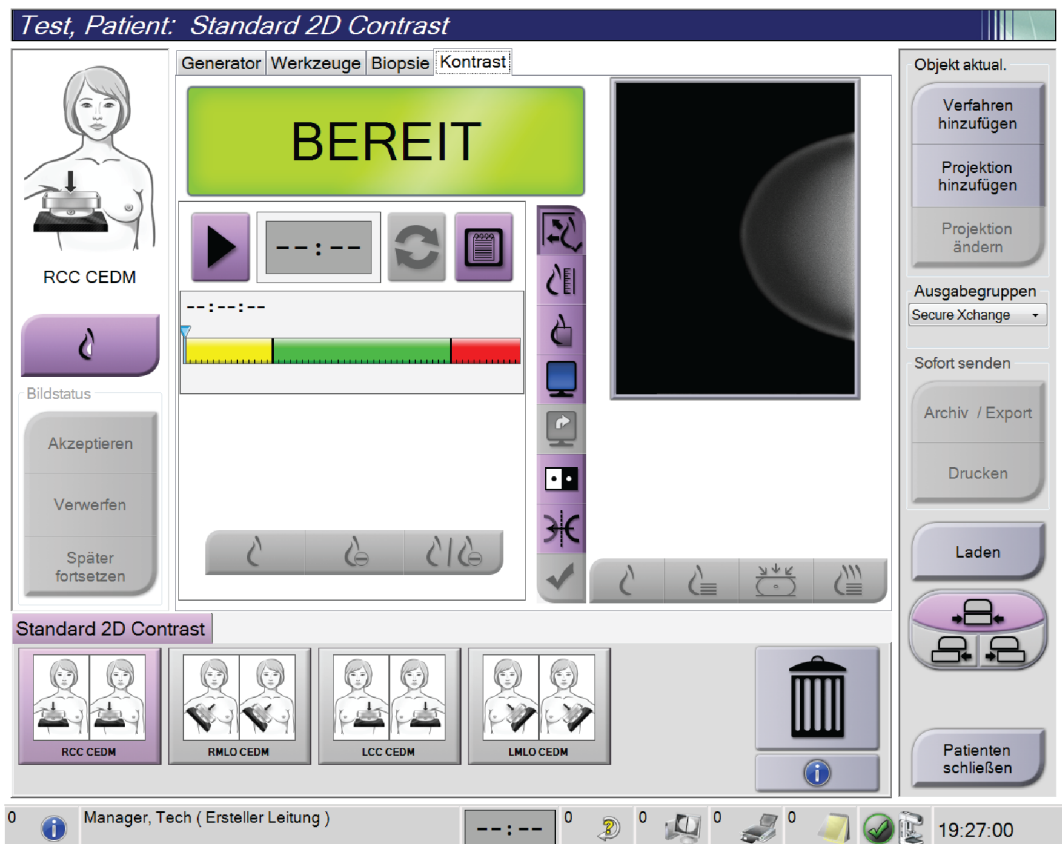 Test, Patient: Standard 2D Contrast
Generator Werkzeuge Biopsie Kontrast
BEREIT
--:--
--:--:--
RCC CEDM
Bildstatus
Akzeptieren
Verwerfen
Später
fortsetzen
Objekt aktual.
Verfahren
hinzufügen
Projektion
hinzufügen
Projektion
ändern
Ausgabegruppen
Secure Xchange
Sofort senden
Archiv / Export
Drucken
Laden
Patienten
schließen
Standard 2D Contrast
RCC CEDM
RMLO CEDM
LCC CEDM
LMLO CEDM
0 Manager, Tech ( Ersteller Leitung ) --:-- 0 0 0 0 19:27:00